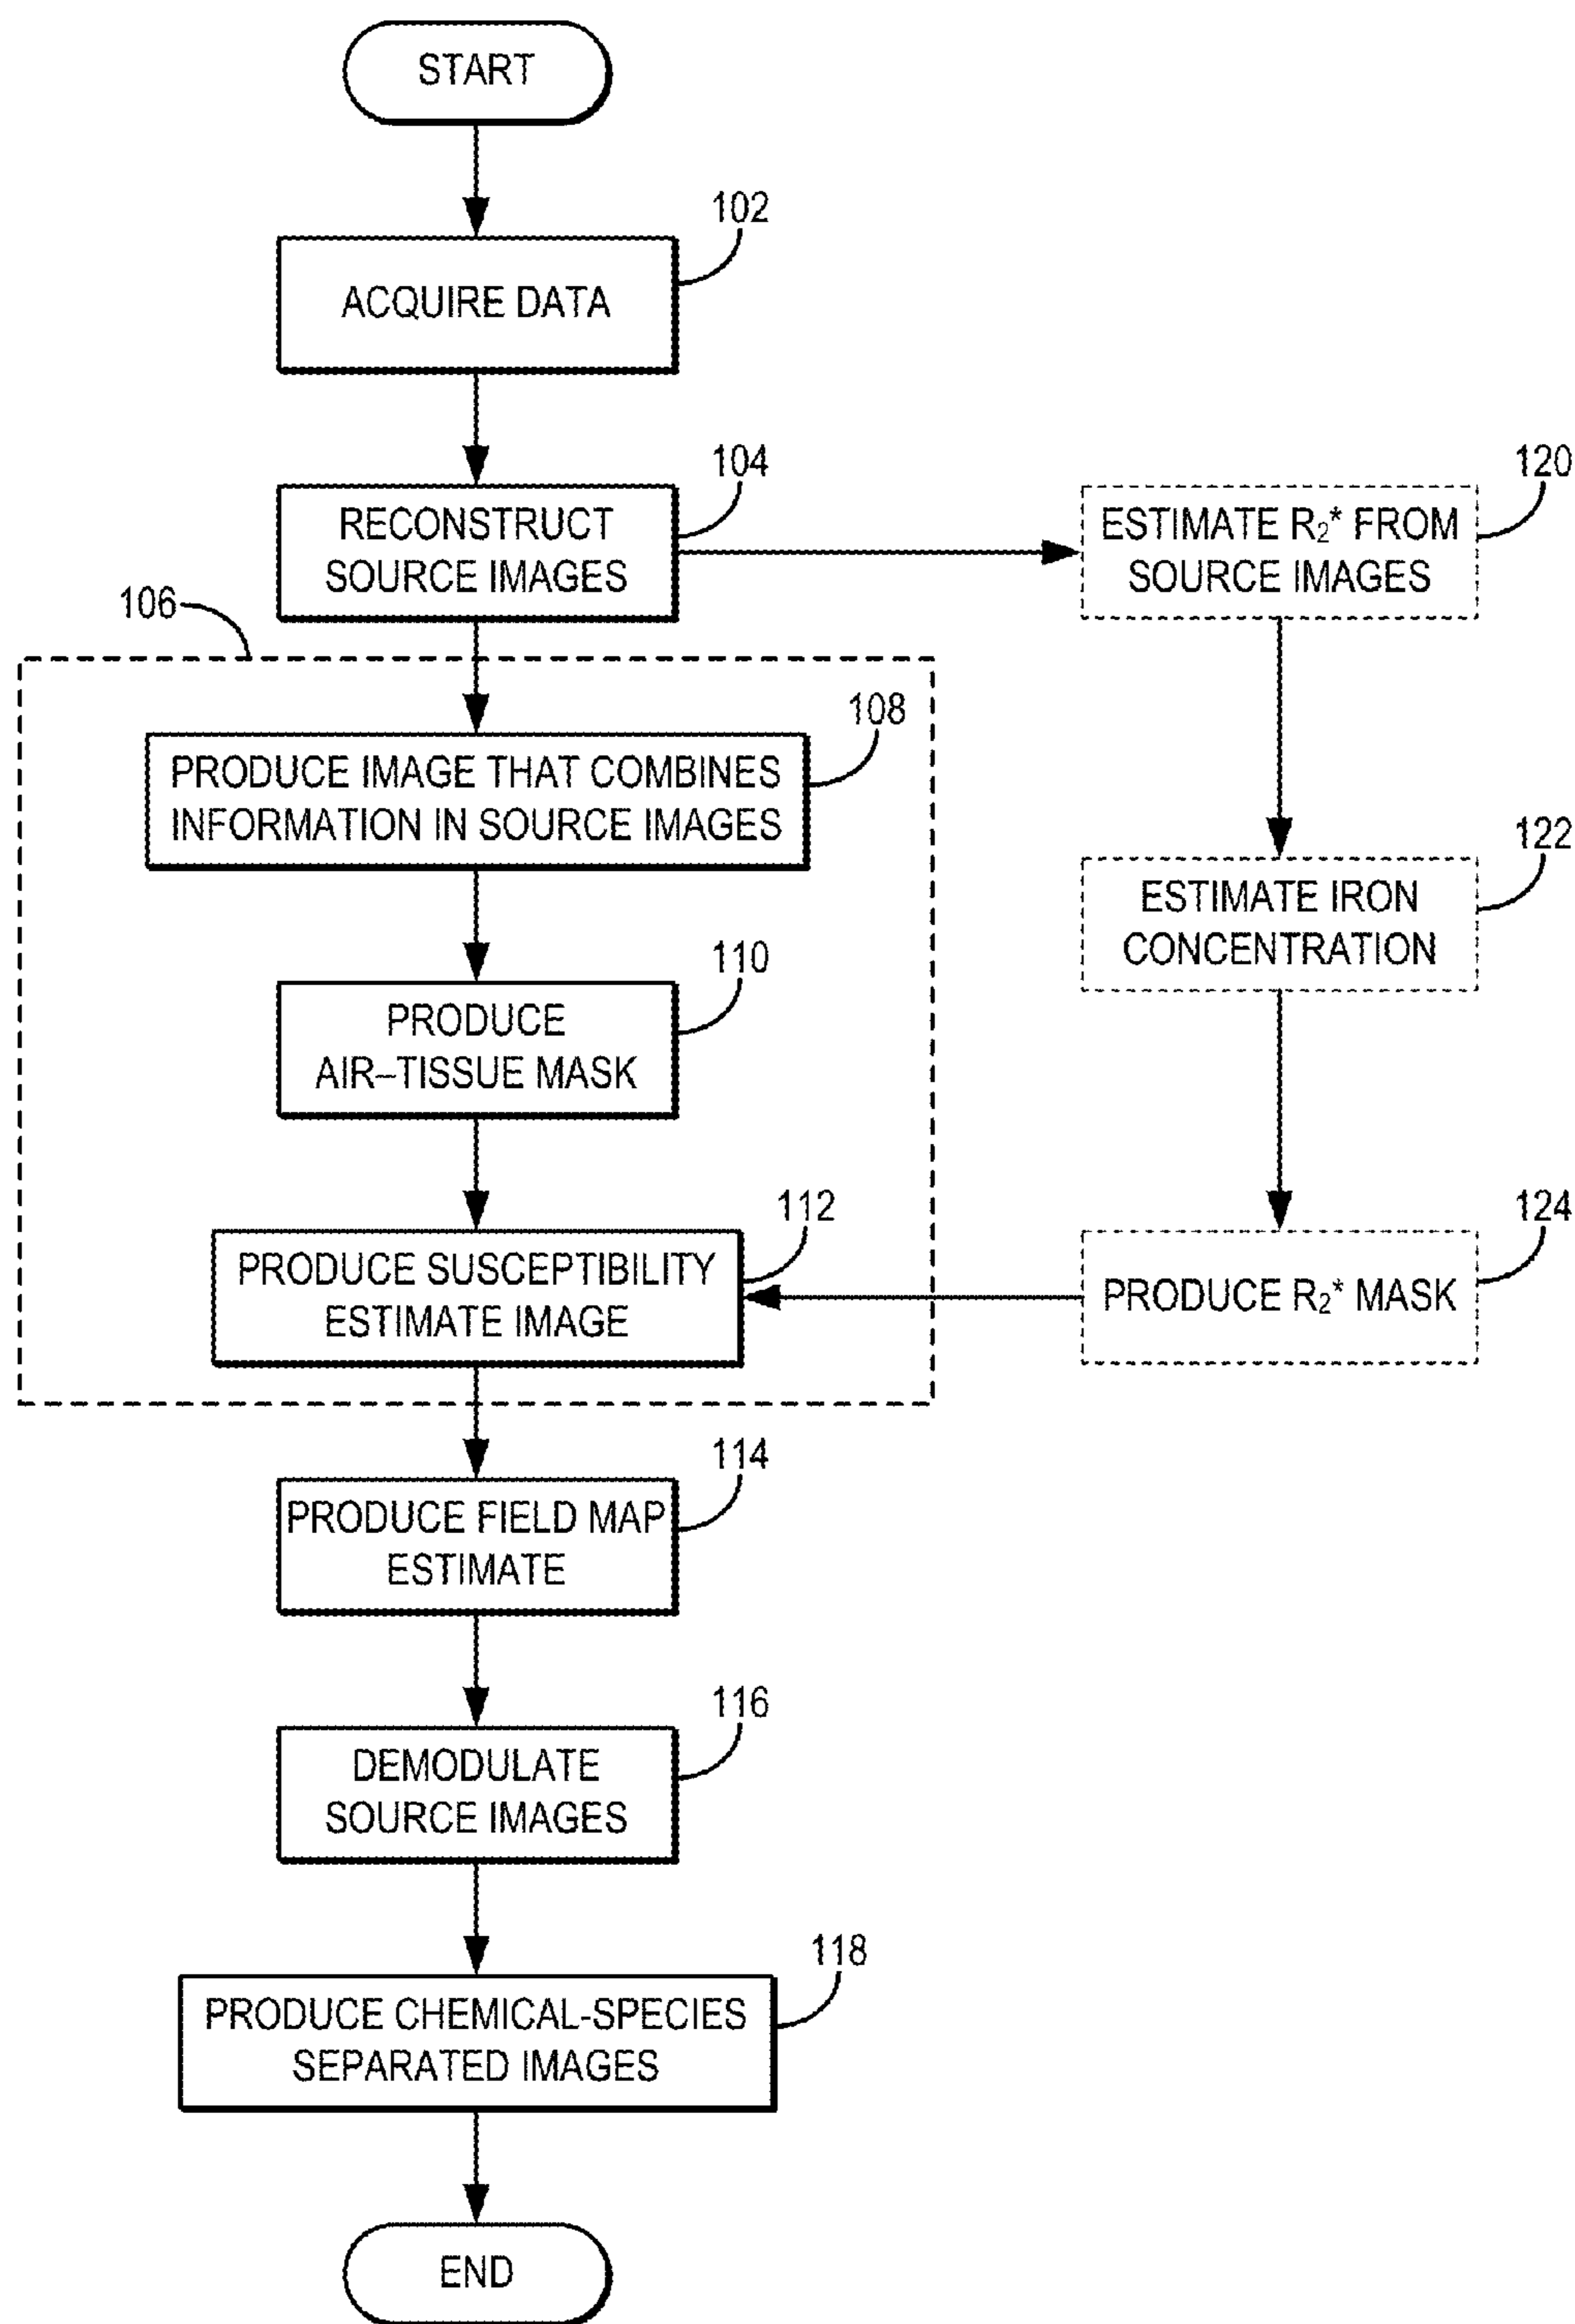 START
102
ACQUIRE DATA
104
RECONSTRUCT
SOURCE IMAGES
120
ESTIMATE R₂* FROM
SOURCE IMAGES
106
108
PRODUCE IMAGE THAT COMBINES
INFORMATION IN SOURCE IMAGES
122
ESTIMATE IRON
CONCENTRATION
110
PRODUCE
AIR–TISSUE MASK
112
PRODUCE SUSCEPTIBILITY
ESTIMATE IMAGE
124
PRODUCE R₂* MASK
114
PRODUCE FIELD MAP
ESTIMATE
116
DEMODULATE
SOURCE IMAGES
118
PRODUCE CHEMICAL-SPECIES
SEPARATED IMAGES
END